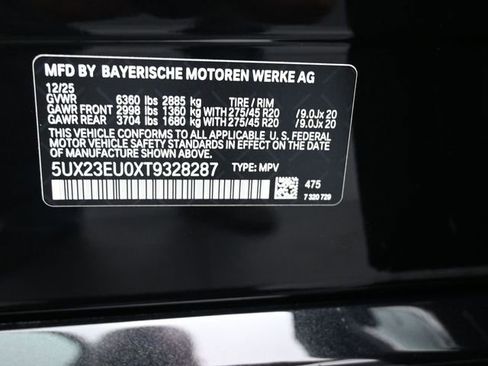 MFD BY BAYERISCHE MOTOREN WERKE AG
12/25
GVWR 6360 lbs 2885 kg TIRE / RIM
GAWR FRONT 2998 lbs 1360 kg WITH 275/45 R20 / 9.0Jx 20
GAWR REAR 3704 lbs 1680 kg WITH 275/45 R20 / 9.0Jx 20
THIS VEHICLE CONFORMS TO ALL APPLICABLE U. S. FEDERAL
MOTOR VEHICLE SAFETY STANDARDS IN EFFECT ON THE DATE
OF MANUFACTURE SHOWN ABOVE.
5UX23EU0XT9328287 TYPE: MPV
475
7 320 729